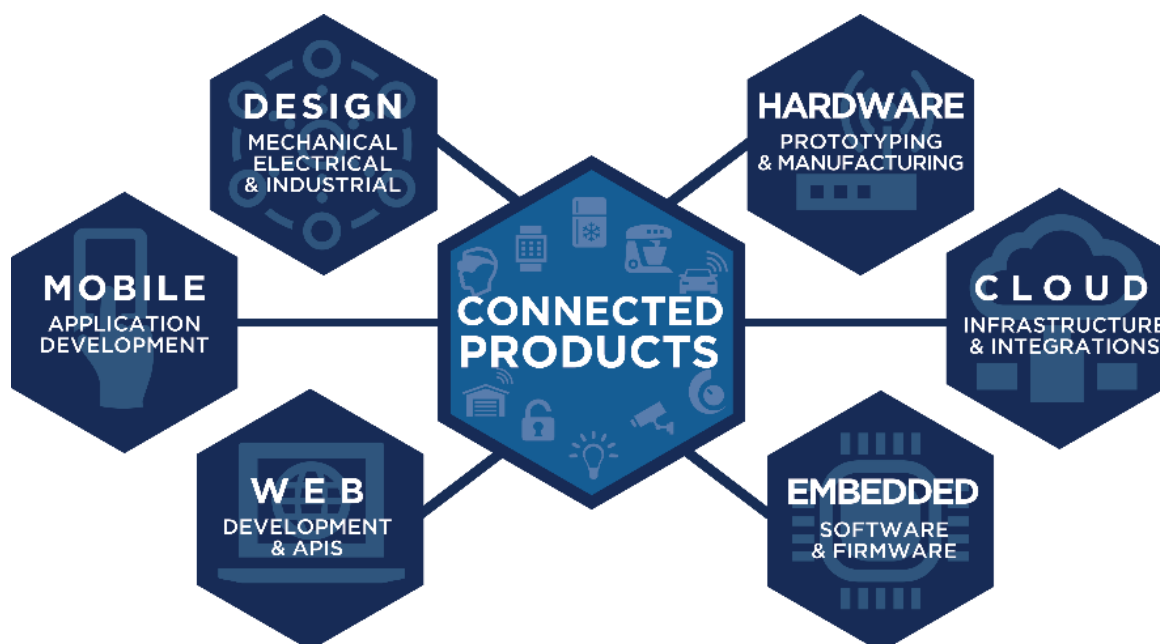 DESIGN
MECHANICAL
ELECTRICAL
& INDUSTRIAL
HARDWARE
PROTOTYPING
& MANUFACTURING
MOBILE
APPLICATION
DEVELOPMENT
CONNECTED
PRODUCTS
CLOUD
INFRASTRUCTURE
& INTEGRATIONS
WEB
DEVELOPMENT
& APIS
EMBEDDED
SOFTWARE
& FIRMWARE